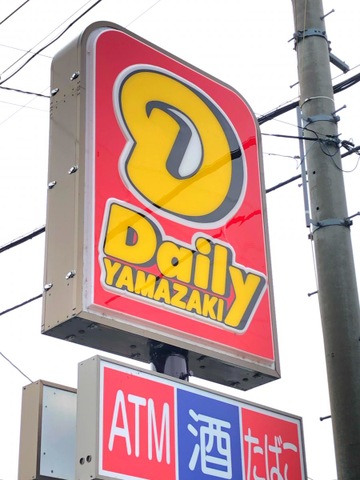 D
Daily
YAMAZAKI
ATM 酒 たばこ